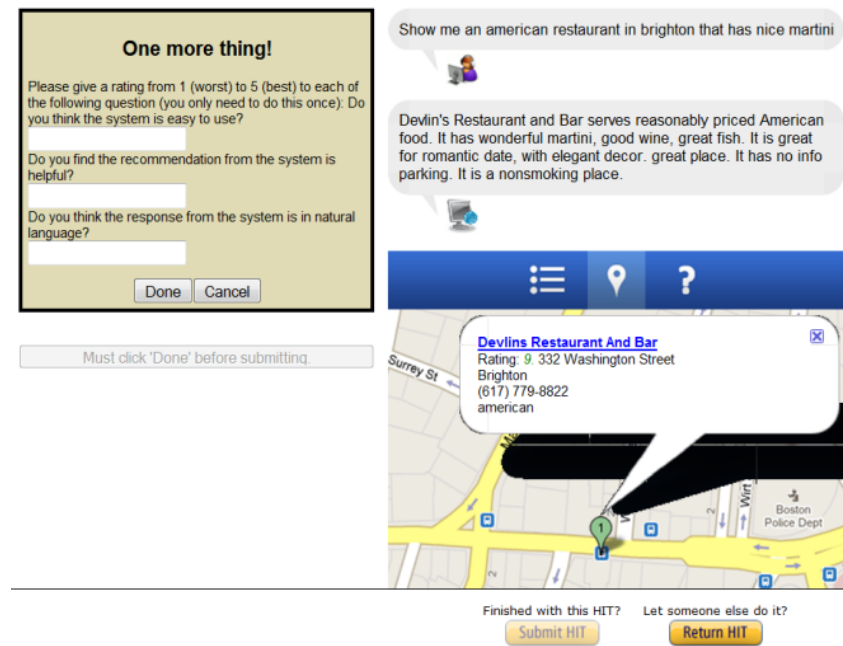 One more thing!
Please give a rating from 1 (worst) to 5 (best) to each of
the following question (you only need to do this once): Do
you think the system is easy to use?
Do you find the recommendation from the system is
helpful?
Do you think the response from the system is in natural
language?
Done Cancel
Must click 'Done' before submitting.
Show me an american restaurant in brighton that has nice martini
Devlin's Restaurant and Bar serves reasonably priced American
food. It has wonderful martini, good wine, great fish. It is great
for romantic date, with elegant decor. great place. It has no info
parking. It is a nonsmoking place.
?
Devlins Restaurant And Bar
Rating: 9. 332 Washington Street
Brighton
(617) 779-8822
american
Surrey St
Wirt
Boston
Police Dept
1
2
2
Finished with this HIT? Let someone else do it?
Submit HIT Return HIT